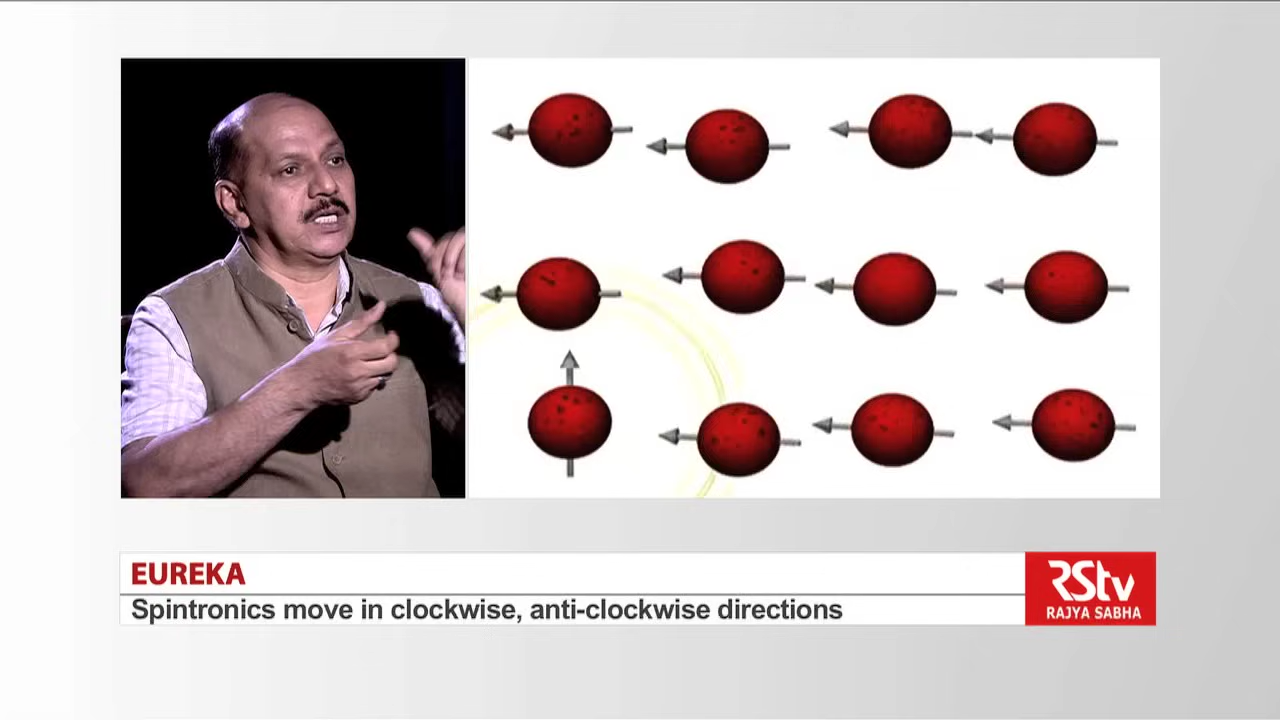 EUREKA
Spintronics move in clockwise, anti-clockwise directions
RStv
RAJYA SABHA